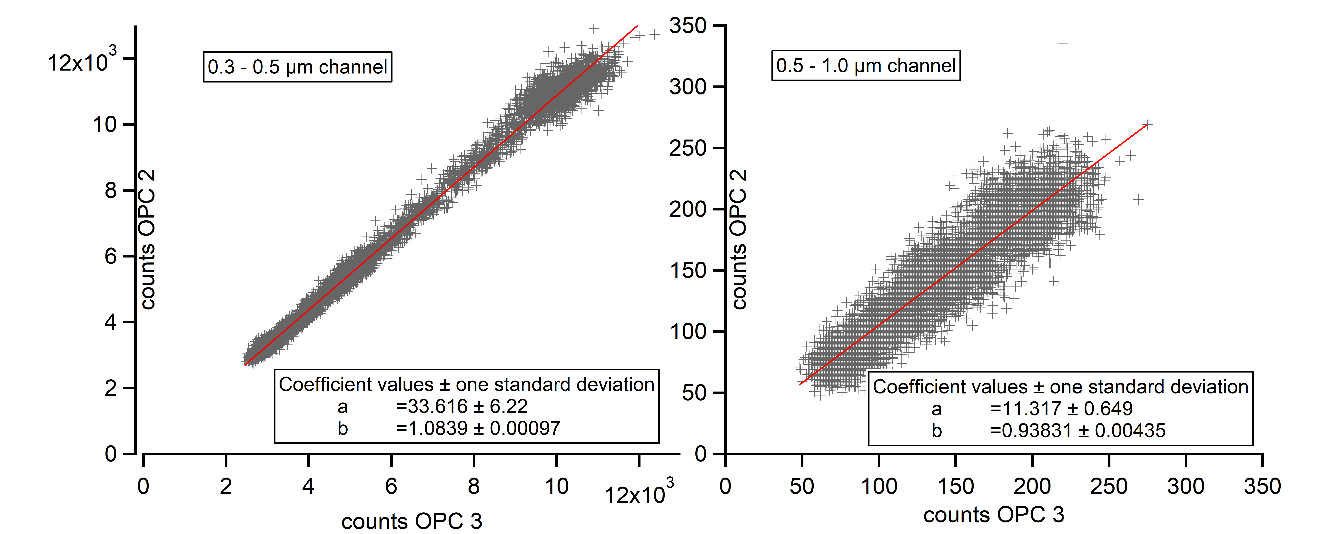 12x10³
10
8
6
4
2
0
counts OPC 2
0.3 - 0.5 µm channel
Coefficient values ± one standard deviation
a =33.616 ± 6.22
b =1.0839 ± 0.00097
0 2 4 6 8 10 12x10³
counts OPC 3
350
300
250
200
150
100
50
0
counts OPC 2
0.5 - 1.0 µm channel
Coefficient values ± one standard deviation
a =11.317 ± 0.649
b =0.93831 ± 0.00435
0 50 100 150 200 250 300 350
counts OPC 3